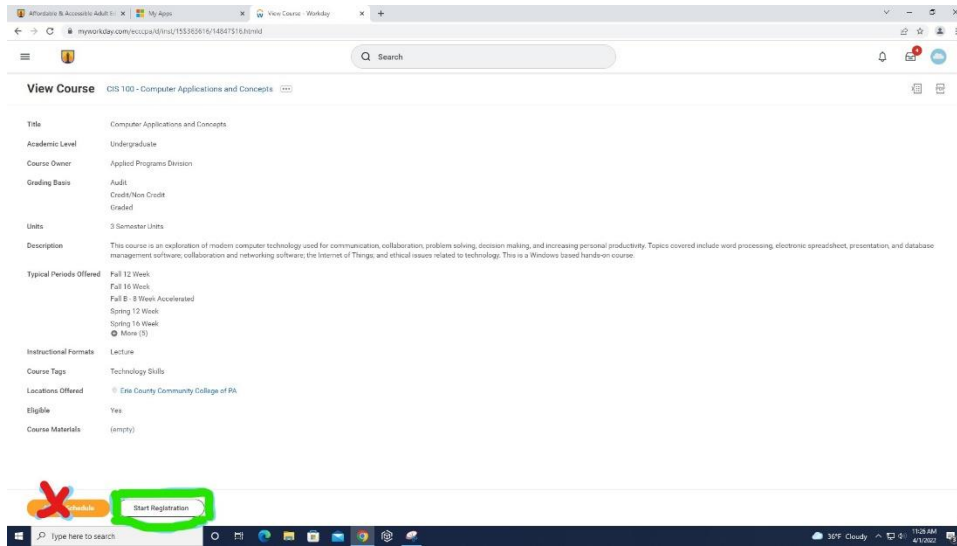 Affordable & Accessible Adult Ed
My Apps
View Course - Workday
myworkday.com/ecccpa/d/inst/15$363616/14847$16.htmld
Search
View Course CIS 100 - Computer Applications and Concepts
Title Computer Applications and Concepts
Academic Level Undergraduate
Course Owner Applied Programs Division
Grading Basis Audit
Credit/Non Credit
Graded
Units 3 Semester Units
Description This course is an exploration of modern computer technology used for communication, collaboration, problem solving, decision making, and increasing personal productivity. Topics covered include word processing, electronic spreadsheet, presentation, and database
management software; collaboration and networking software; the Internet of Things; and ethical issues related to technology. This is a Windows based hands-on course.
Typical Periods Offered Fall 12 Week
Fall 16 Week
Fall B - 8 Week Accelerated
Spring 12 Week
Spring 16 Week
More (5)
Instructional Formats Lecture
Course Tags Technology Skills
Locations Offered Erie County Community College of PA
Eligible Yes
Course Materials (empty)
Schedule Start Registration
Type here to search
36°F Cloudy
11:26 AM
4/1/2022